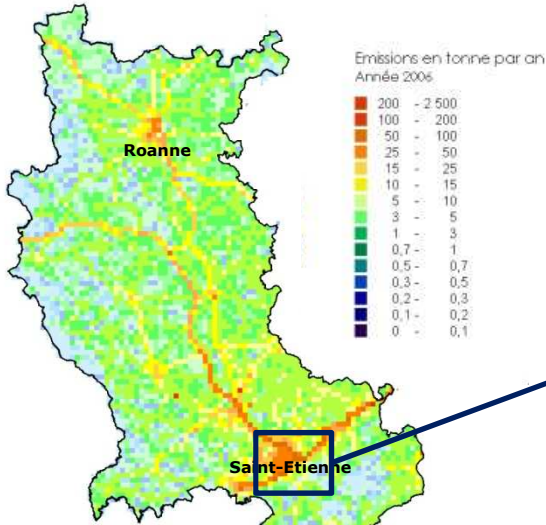 Emissions en tonne par an
Année 2006
200 - 2 500
100 - 200
50 - 100
25 - 50
15 - 25
10 - 15
5 - 10
3 - 5
1 - 3
0,7 - 1
0,5 - 0,7
0,3 - 0,5
0,2 - 0,3
0,1 - 0,2
0 - 0,1
Roanne
Saint-Etienne